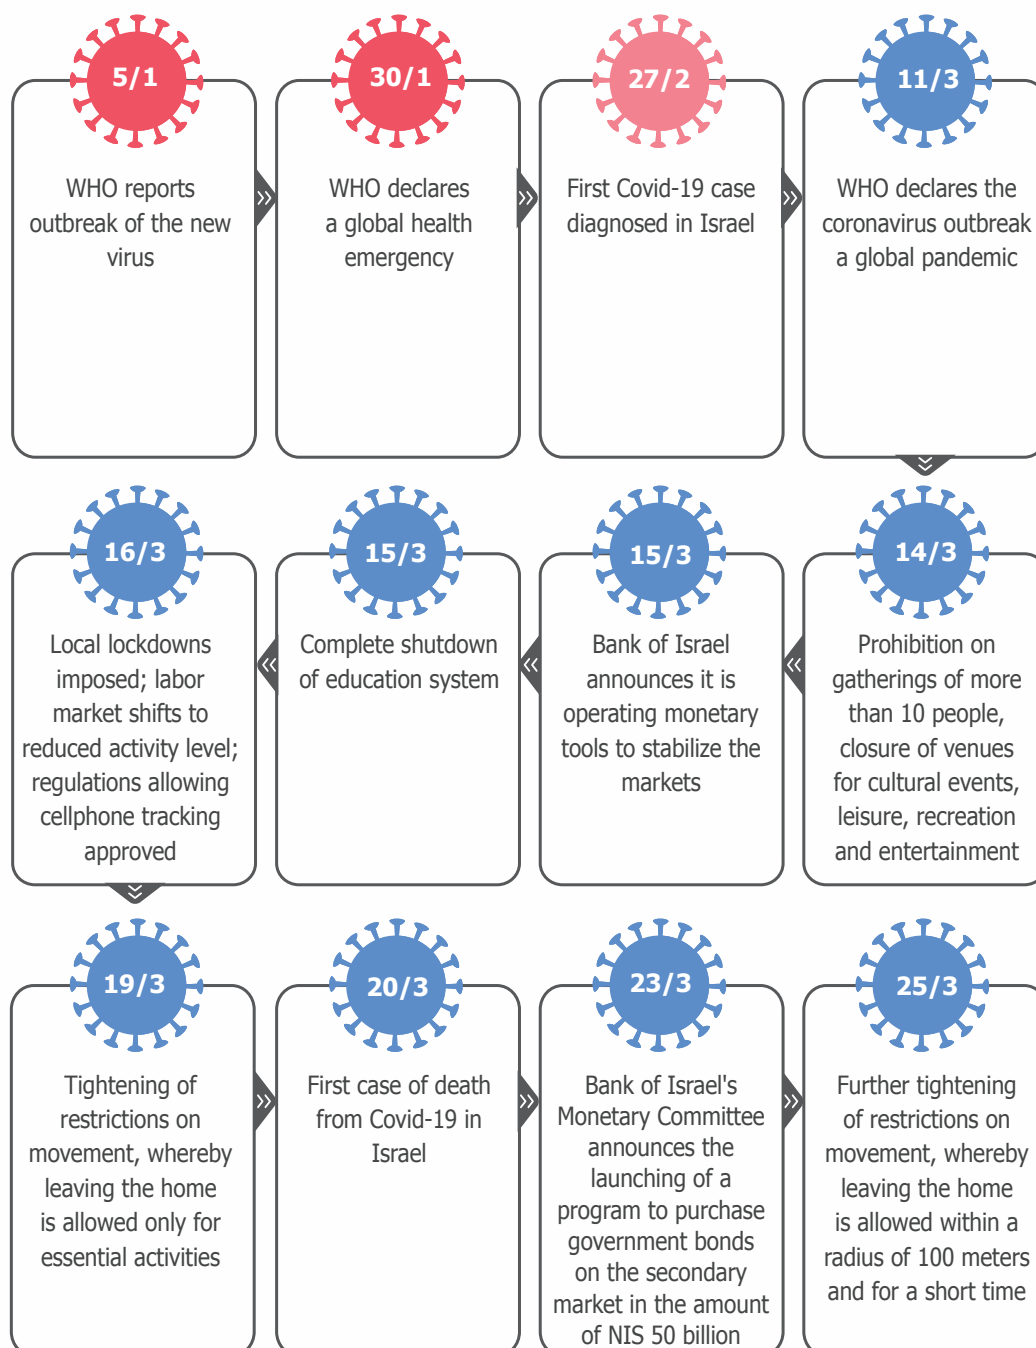 5/1
WHO reports
outbreak of the new
virus
30/1
WHO declares
a global health
emergency
27/2
First Covid-19 case
diagnosed in Israel
11/3
WHO declares the
coronavirus outbreak
a global pandemic
14/3
Prohibition on
gatherings of more
than 10 people,
closure of venues
for cultural events,
leisure, recreation
and entertainment
15/3
Bank of Israel
announces it is
operating monetary
tools to stabilize the
markets
15/3
Complete shutdown
of education system
16/3
Local lockdowns
imposed; labor
market shifts to
reduced activity level;
regulations allowing
cellphone tracking
approved
19/3
Tightening of
restrictions on
movement, whereby
leaving the home
is allowed only for
essential activities
20/3
First case of death
from Covid-19 in
Israel
23/3
Bank of Israel's
Monetary Committee
announces the
launching of a
program to purchase
government bonds
on the secondary
market in the amount
of NIS 50 billion
25/3
Further tightening
of restrictions on
movement, whereby
leaving the home
is allowed within a
radius of 100 meters
and for a short time